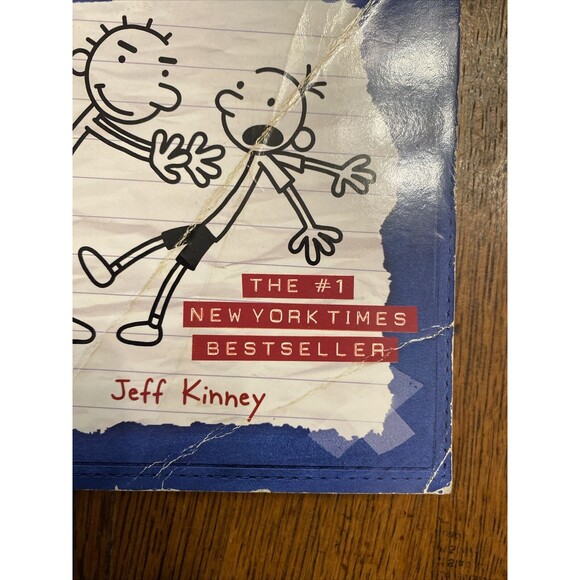 THE #1
NEW YORK TIMES
BESTSELLER
Jeff Kinney